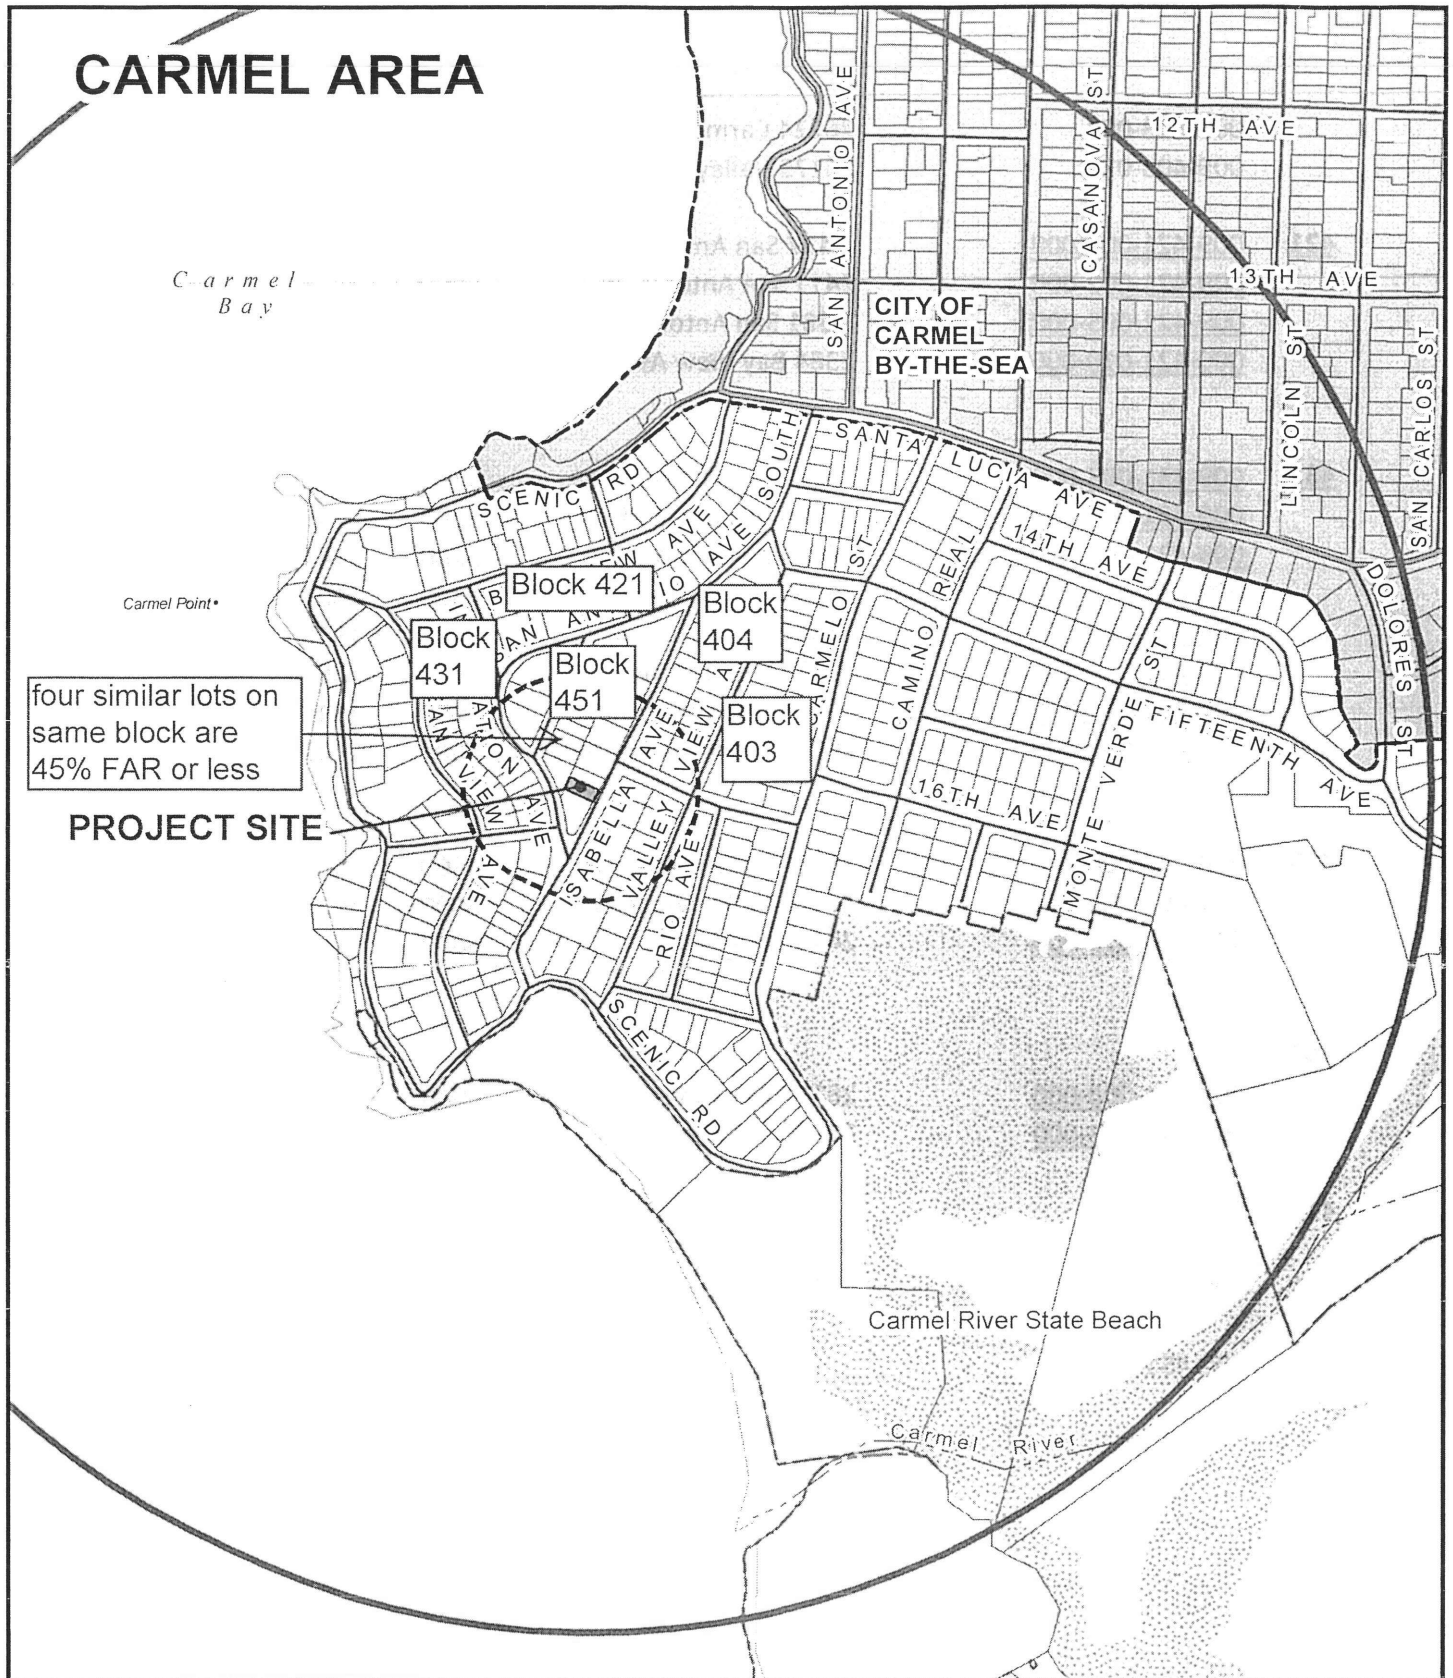 CARMEL AREA
Carmel
Bay
Carmel Point
SAN ANTONIO AVE
CASANOVA ST
12TH AVE
13TH AVE
SAN
CITY OF
CARMEL
BY-THE-SEA
LINCOLN ST
SAN CARLOS ST
SANTA LUCIA AVE
SCENIC RD
SOUTH
14TH AVE
DOLORES ST
Block 421
Block
404
Block
431
Block
451
Block
403
four similar lots on
same block are
45% FAR or less
PROJECT SITE
CARMELO ST
CAMINO REAL
MONTE VERDE ST
FIFTEENTH AVE
16TH AVE
ISABELLA AVE
VALLEY VIEW A
RIO AVE
VIEW AVE
SCENIC RD
Carmel River State Beach
Carmel River